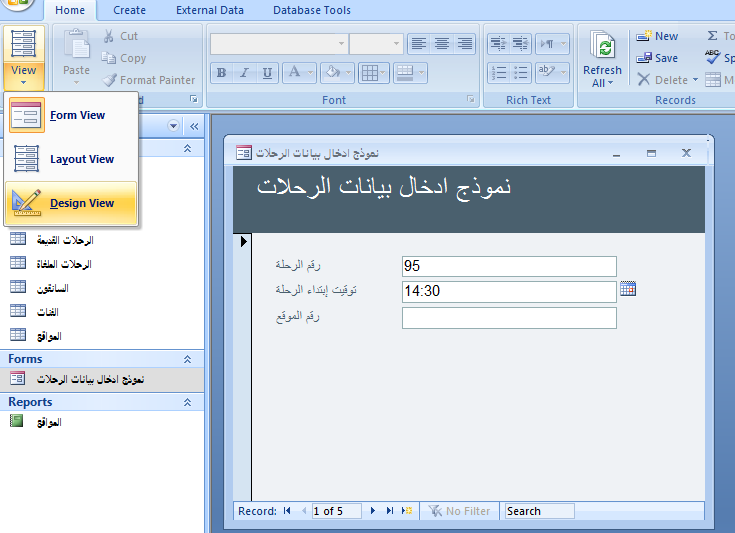 Home Create External Data Database Tools
View
Paste
Cut
Copy
Format Painter
B I U A
Font
Rich Text
Refresh All
New
Save
Delete
Records
Form View
Layout View
Design View
الرحلات القديمة
الرحلات الملغاة
السائقون
الفئات
المواقع
Forms
نموذج ادخال بيانات الرحلات
Reports
المواقع
نموذج ادخال بيانات الرحلات
نموذج ادخال بيانات الرحلات
رقم الرحلة 95
توقيت إبتداء الرحلة 14:30
رقم الموقع
Record: 1 of 5 No Filter Search